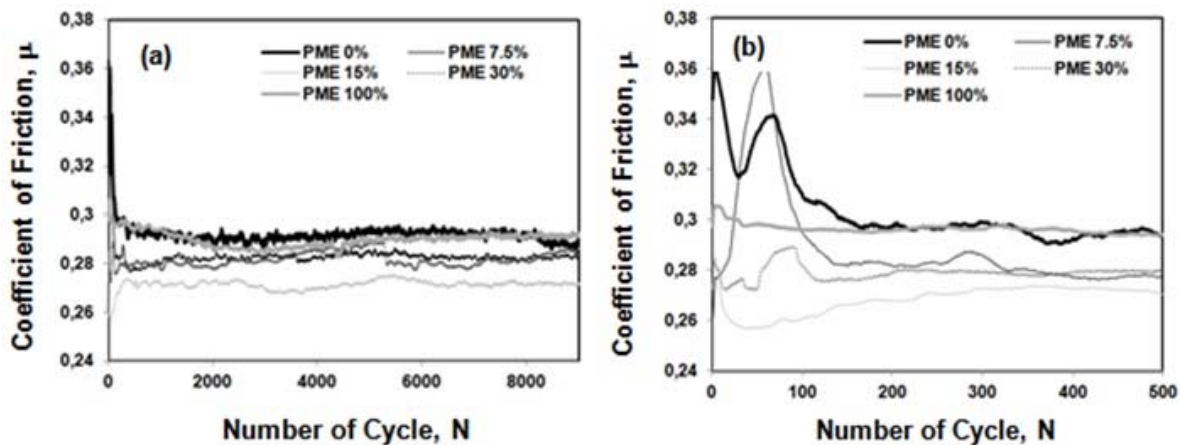 0,38
0,36
0,34
0,32
0,3
0,28
0,26
0,24
Coefficient of Friction, μ
(a)
PME 0% PME 7.5%
PME 15% PME 30%
PME 100%
0 2000 4000 6000 8000
Number of Cycle, N
0,38
0,36
0,34
0,32
0,3
0,28
0,26
0,24
Coefficient of Friction, μ
(b)
PME 0% PME 7.5%
PME 15% PME 30%
PME 100%
0 100 200 300 400 500
Number of Cycle, N